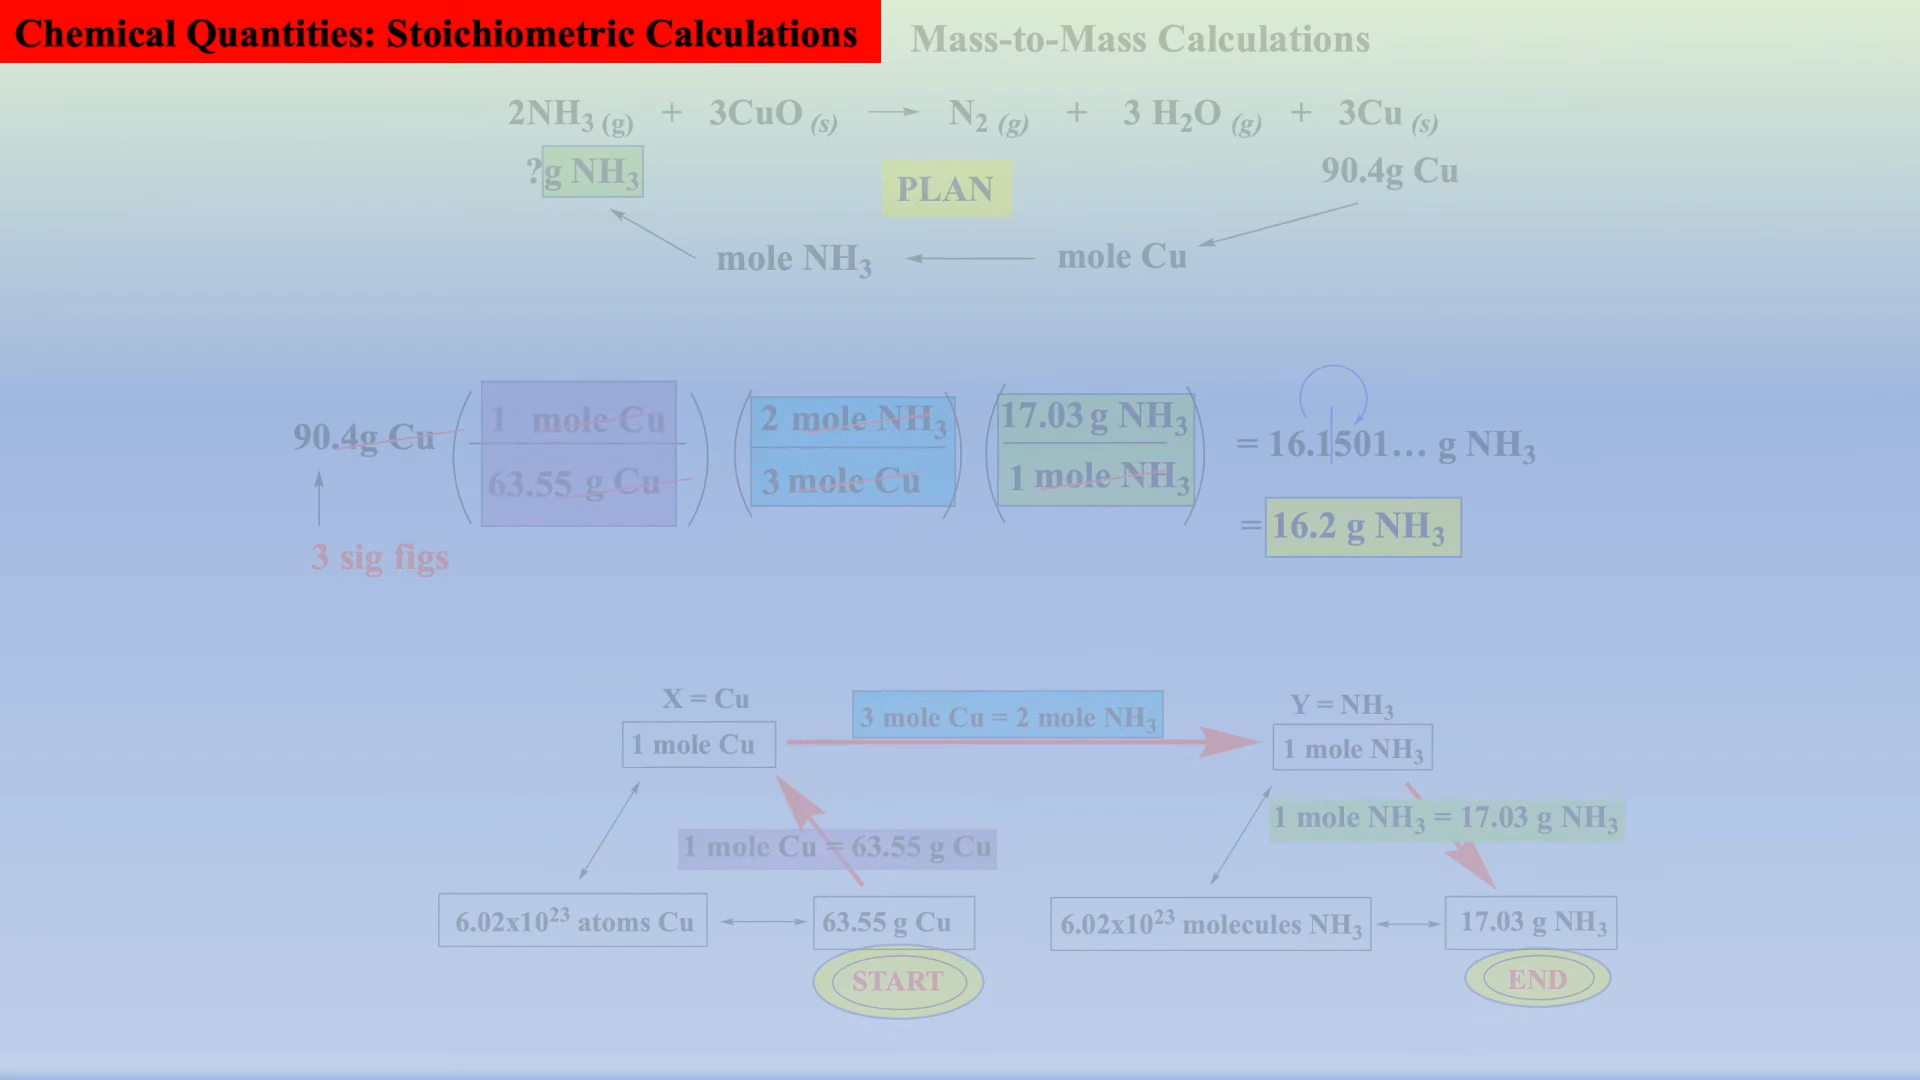 Chemical Quantities: Stoichiometric Calculations
Mass-to-Mass Calculations
2NH₃ (g) + 3CuO (s) ⟶ N₂ (g) + 3 H₂O (g) + 3Cu (s)
?g NH₃
PLAN
90.4g Cu
mole NH₃
mole Cu
90.4g Cu
1 mole Cu
63.55 g Cu
2 mole NH₃
3 mole Cu
17.03 g NH₃
1 mole NH₃
= 16.1501... g NH₃
= 16.2 g NH₃
3 sig figs
X = Cu
3 mole Cu = 2 mole NH₃
Y = NH₃
1 mole Cu
1 mole NH₃
1 mole Cu = 63.55 g Cu
1 mole NH₃ = 17.03 g NH₃
6.02x10²³ atoms Cu
63.55 g Cu
6.02x10²³ molecules NH₃
17.03 g NH₃
START
END